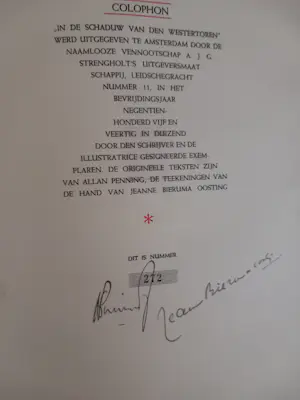 COLOPHON
„IN DE SCHADUW VAN DEN WESTERTOREN”
WERD UITGEGEVEN TE AMSTERDAM DOOR DE
NAAMLOOZE VENNOOTSCHAP A. J. G.
STRENGHOLT'S UITGEVERSMAAT-
SCHAPPIJ, LEIDSCHEGRACHT
NUMMER 11, IN HET
BEVRIJDINGSJAAR
NEGENTIEN-
HONDERD VIJF EN
VEERTIG IN DUIZEND
DOOR DEN SCHRIJVER EN DE
ILLUSTRATRICE GESIGNEERDE EXEM-
PLAREN. DE ORIGINEELE TEKSTEN ZIJN
VAN ALLAN PENNING, DE TEEKENINGEN VAN
DE HAND VAN JEANNE BIERUMA OOSTING
*
DIT IS NUMMER
272